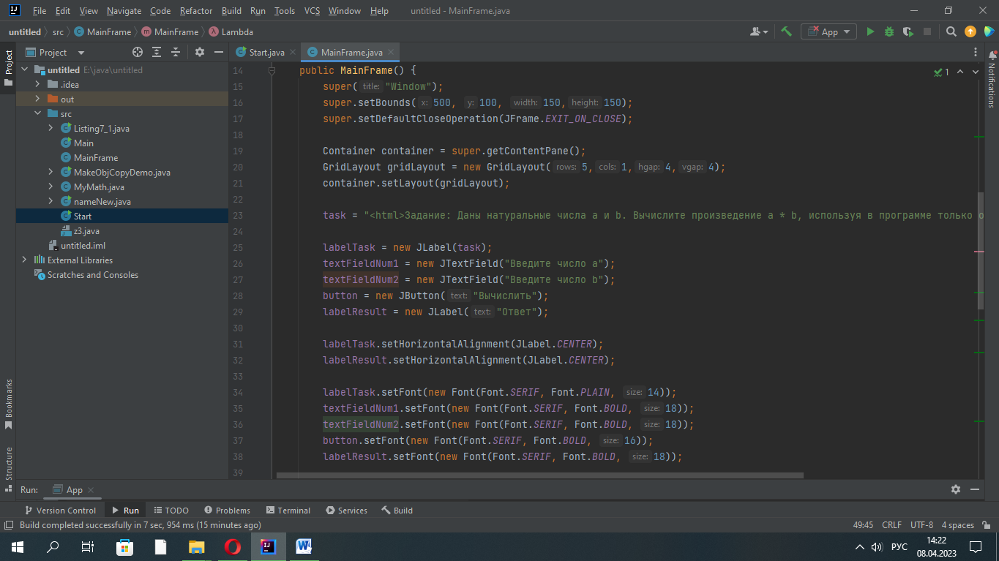 File Edit View Navigate Code Refactor Build Run Tools VCS Window Help untitled - MainFrame.java
untitled src MainFrame MainFrame Lambda App
Project Start.java MainFrame.java
untitled E:\java\untitled
.idea
out
src
Listing7_1.java
Main
MainFrame
MakeObjCopyDemo.java
MyMath.java
nameNew.java
Start
z3.java
untitled.iml
External Libraries
Scratches and Consoles
Project
Bookmarks
Structure
14 public MainFrame() {
15 super( title: "Window");
16 super.setBounds( x: 500, y: 100, width: 150, height: 150);
17 super.setDefaultCloseOperation(JFrame.EXIT_ON_CLOSE);
18
19 Container container = super.getContentPane();
20 GridLayout gridLayout = new GridLayout( rows: 5, cols: 1, hgap: 4, vgap: 4);
21 container.setLayout(gridLayout);
22
23 task = "<html>Задание: Даны натуральные числа a и b. Вычислите произведение a * b, используя в программе только о
24
25 labelTask = new JLabel(task);
26 textFieldNum1 = new JTextField("Введите число a");
27 textFieldNum2 = new JTextField("Введите число b");
28 button = new JButton( text: "Вычислить");
29 labelResult = new JLabel( text: "Ответ");
30
31 labelTask.setHorizontalAlignment(JLabel.CENTER);
32 labelResult.setHorizontalAlignment(JLabel.CENTER);
33
34 labelTask.setFont(new Font(Font.SERIF, Font.PLAIN, size: 14));
35 textFieldNum1.setFont(new Font(Font.SERIF, Font.BOLD, size: 18));
36 textFieldNum2.setFont(new Font(Font.SERIF, Font.BOLD, size: 18));
37 button.setFont(new Font(Font.SERIF, Font.BOLD, size: 16));
38 labelResult.setFont(new Font(Font.SERIF, Font.BOLD, size: 18));
39
1
Notifications
Run: App
Version Control Run TODO Problems Terminal Services Build
Build completed successfully in 7 sec, 954 ms (15 minutes ago) 49:45 CRLF UTF-8 4 spaces
РУС 14:22
08.04.2023